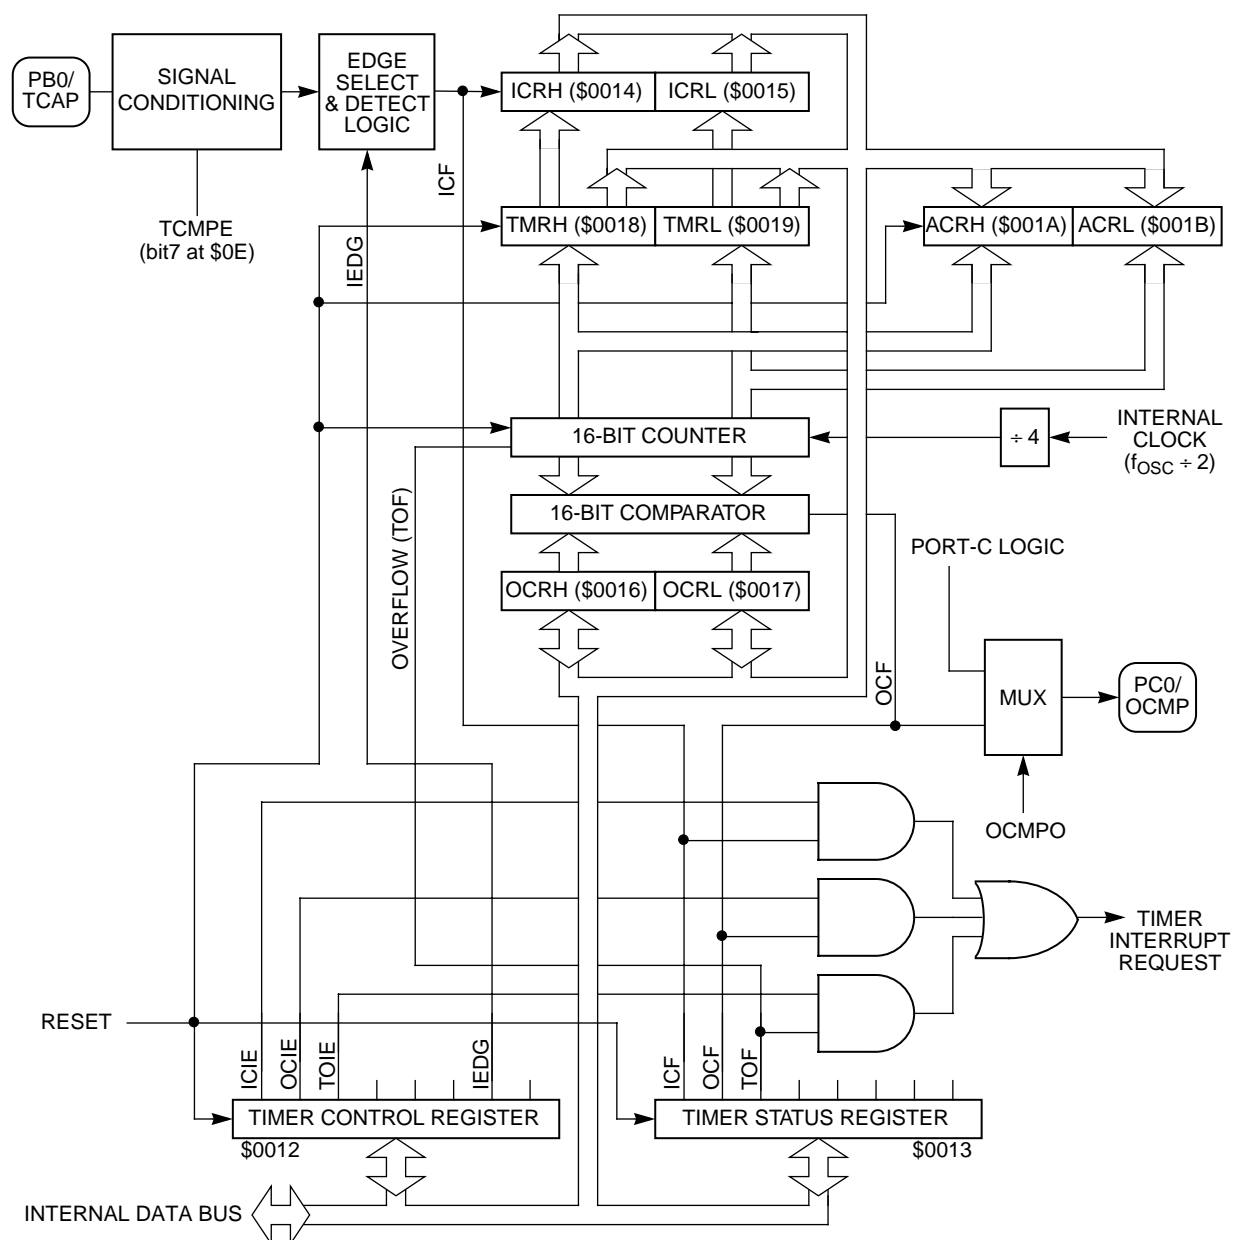 PB0/
TCAP
SIGNAL
CONDITIONING
EDGE
SELECT
& DETECT
LOGIC
ICRH ($0014)
ICRL ($0015)
ICF
TCMPE
(bit7 at $0E)
IEDG
TMRH ($0018)
TMRL ($0019)
ACRH ($001A)
ACRL ($001B)
16-BIT COUNTER
÷ 4
INTERNAL
CLOCK
(fOSC ÷ 2)
OVERFLOW (TOF)
16-BIT COMPARATOR
PORT-C LOGIC
OCRH ($0016)
OCRL ($0017)
OCF
MUX
PC0/
OCMP
OCMPO
TIMER
INTERRUPT
REQUEST
RESET
ICIE
OCIE
TOIE
IEDG
ICF
OCF
TOF
TIMER CONTROL REGISTER
$0012
TIMER STATUS REGISTER
$0013
INTERNAL DATA BUS